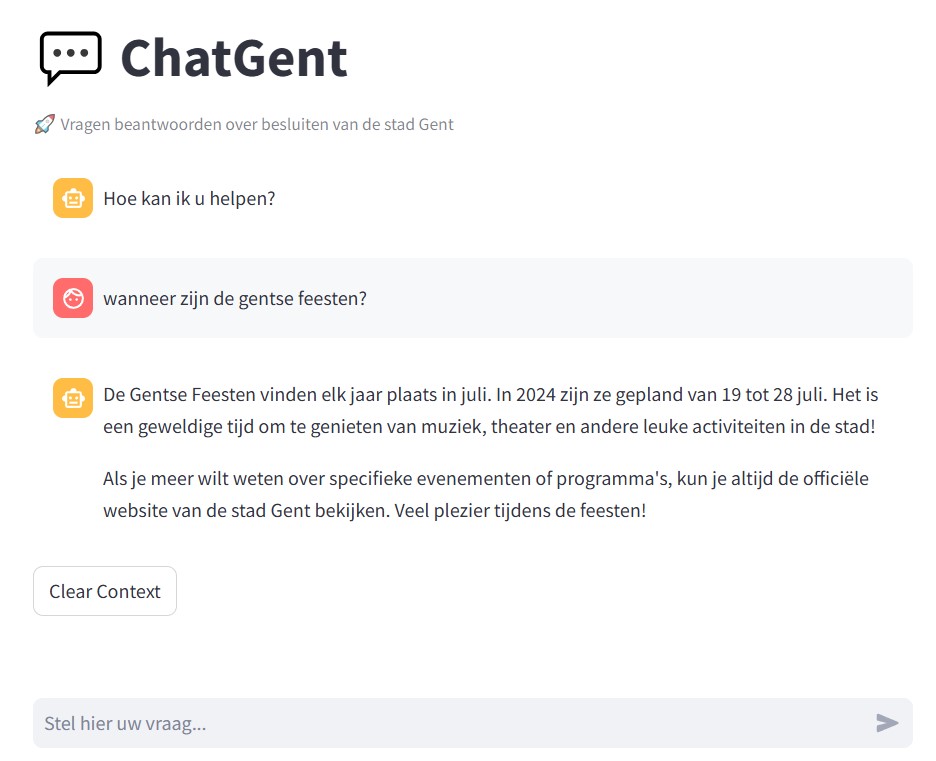 ChatGent
🚀 Vragen beantwoorden over besluiten van de stad Gent
Hoe kan ik u helpen?
wanneer zijn de gentse feesten?
De Gentse Feesten vinden elk jaar plaats in juli. In 2024 zijn ze gepland van 19 tot 28 juli. Het is
een geweldige tijd om te genieten van muziek, theater en andere leuke activiteiten in de stad!
Als je meer wilt weten over specifieke evenementen of programma's, kun je altijd de officiële
website van de stad Gent bekijken. Veel plezier tijdens de feesten!
Clear Context
Stel hier uw vraag...